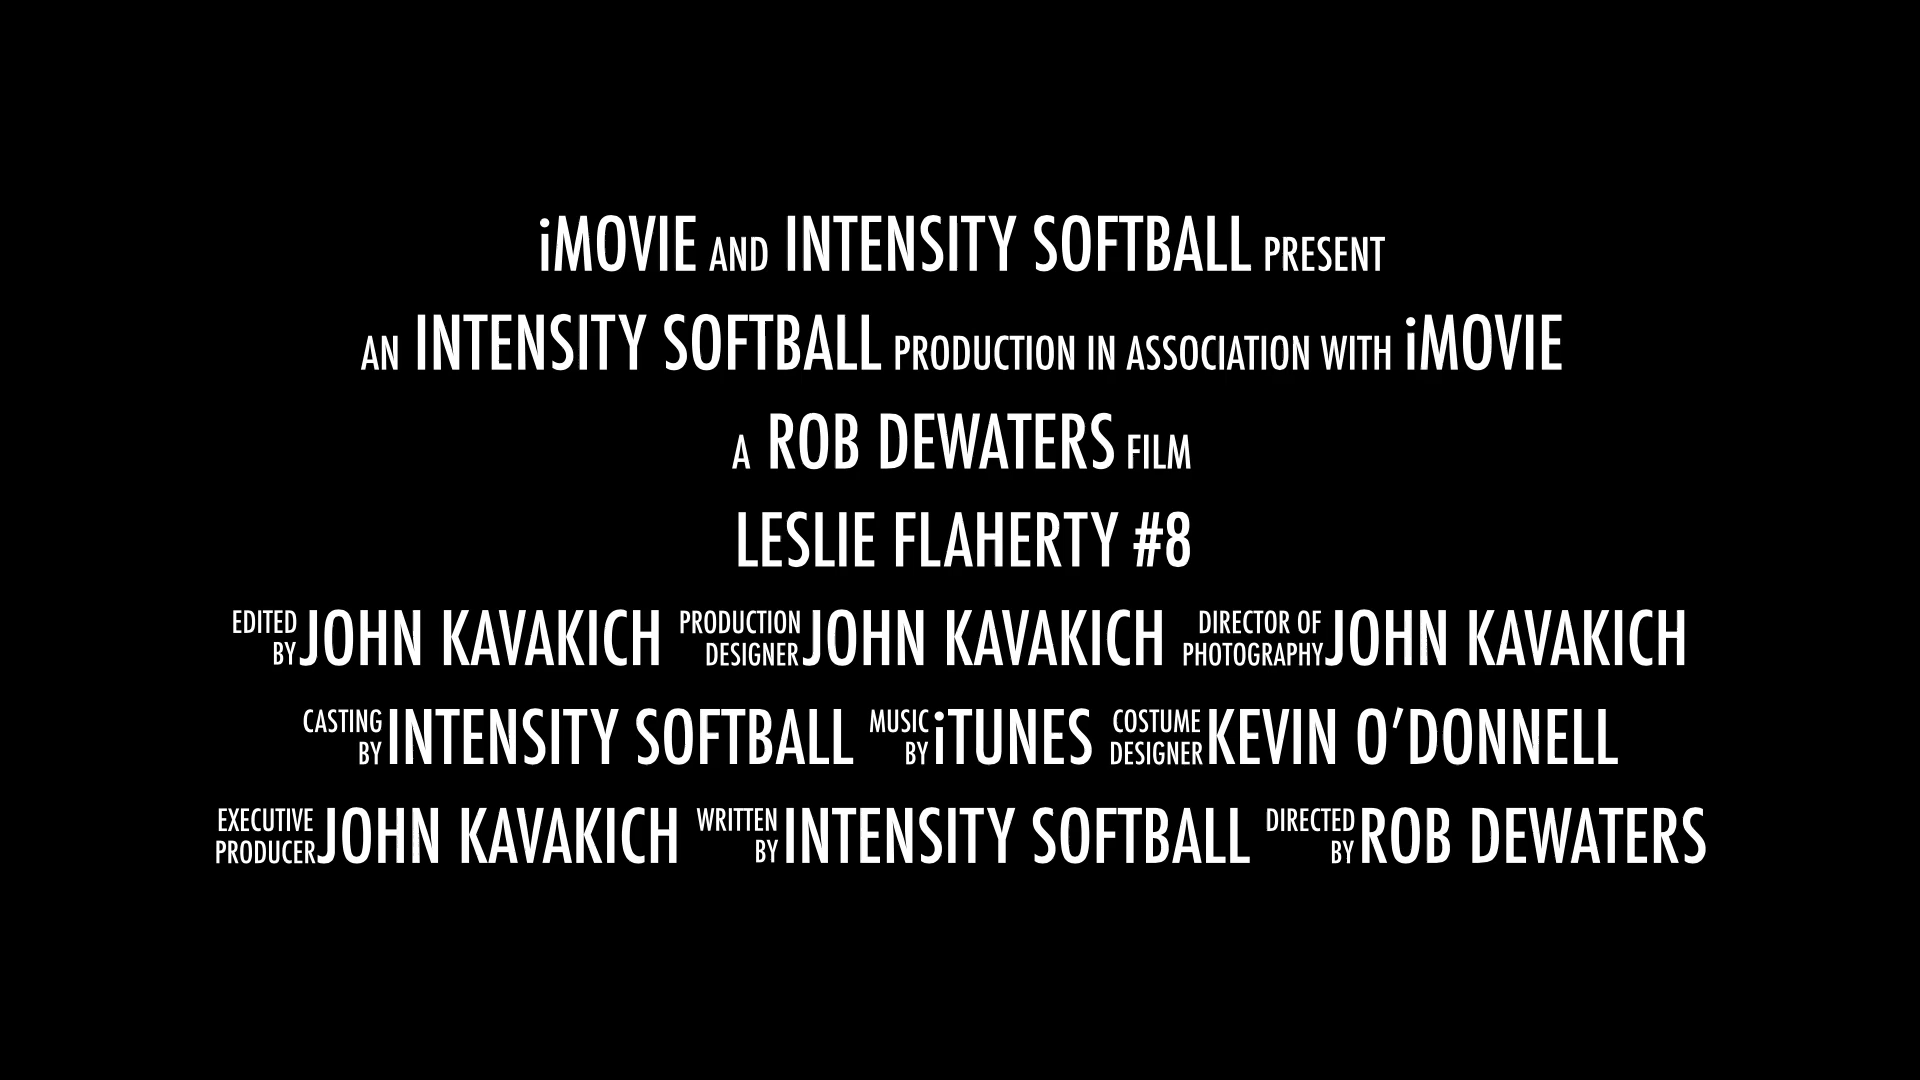 iMOVIE AND INTENSITY SOFTBALL PRESENT
AN INTENSITY SOFTBALL PRODUCTION IN ASSOCIATION WITH iMOVIE
A ROB DEWATERS FILM
LESLIE FLAHERTY #8
EDITED BY JOHN KAVAKICH PRODUCTION DESIGNER JOHN KAVAKICH DIRECTOR OF PHOTOGRAPHY JOHN KAVAKICH
CASTING BY INTENSITY SOFTBALL MUSIC BY iTUNES COSTUME DESIGNER KEVIN O’DONNELL
EXECUTIVE PRODUCER JOHN KAVAKICH WRITTEN BY INTENSITY SOFTBALL DIRECTED BY ROB DEWATERS